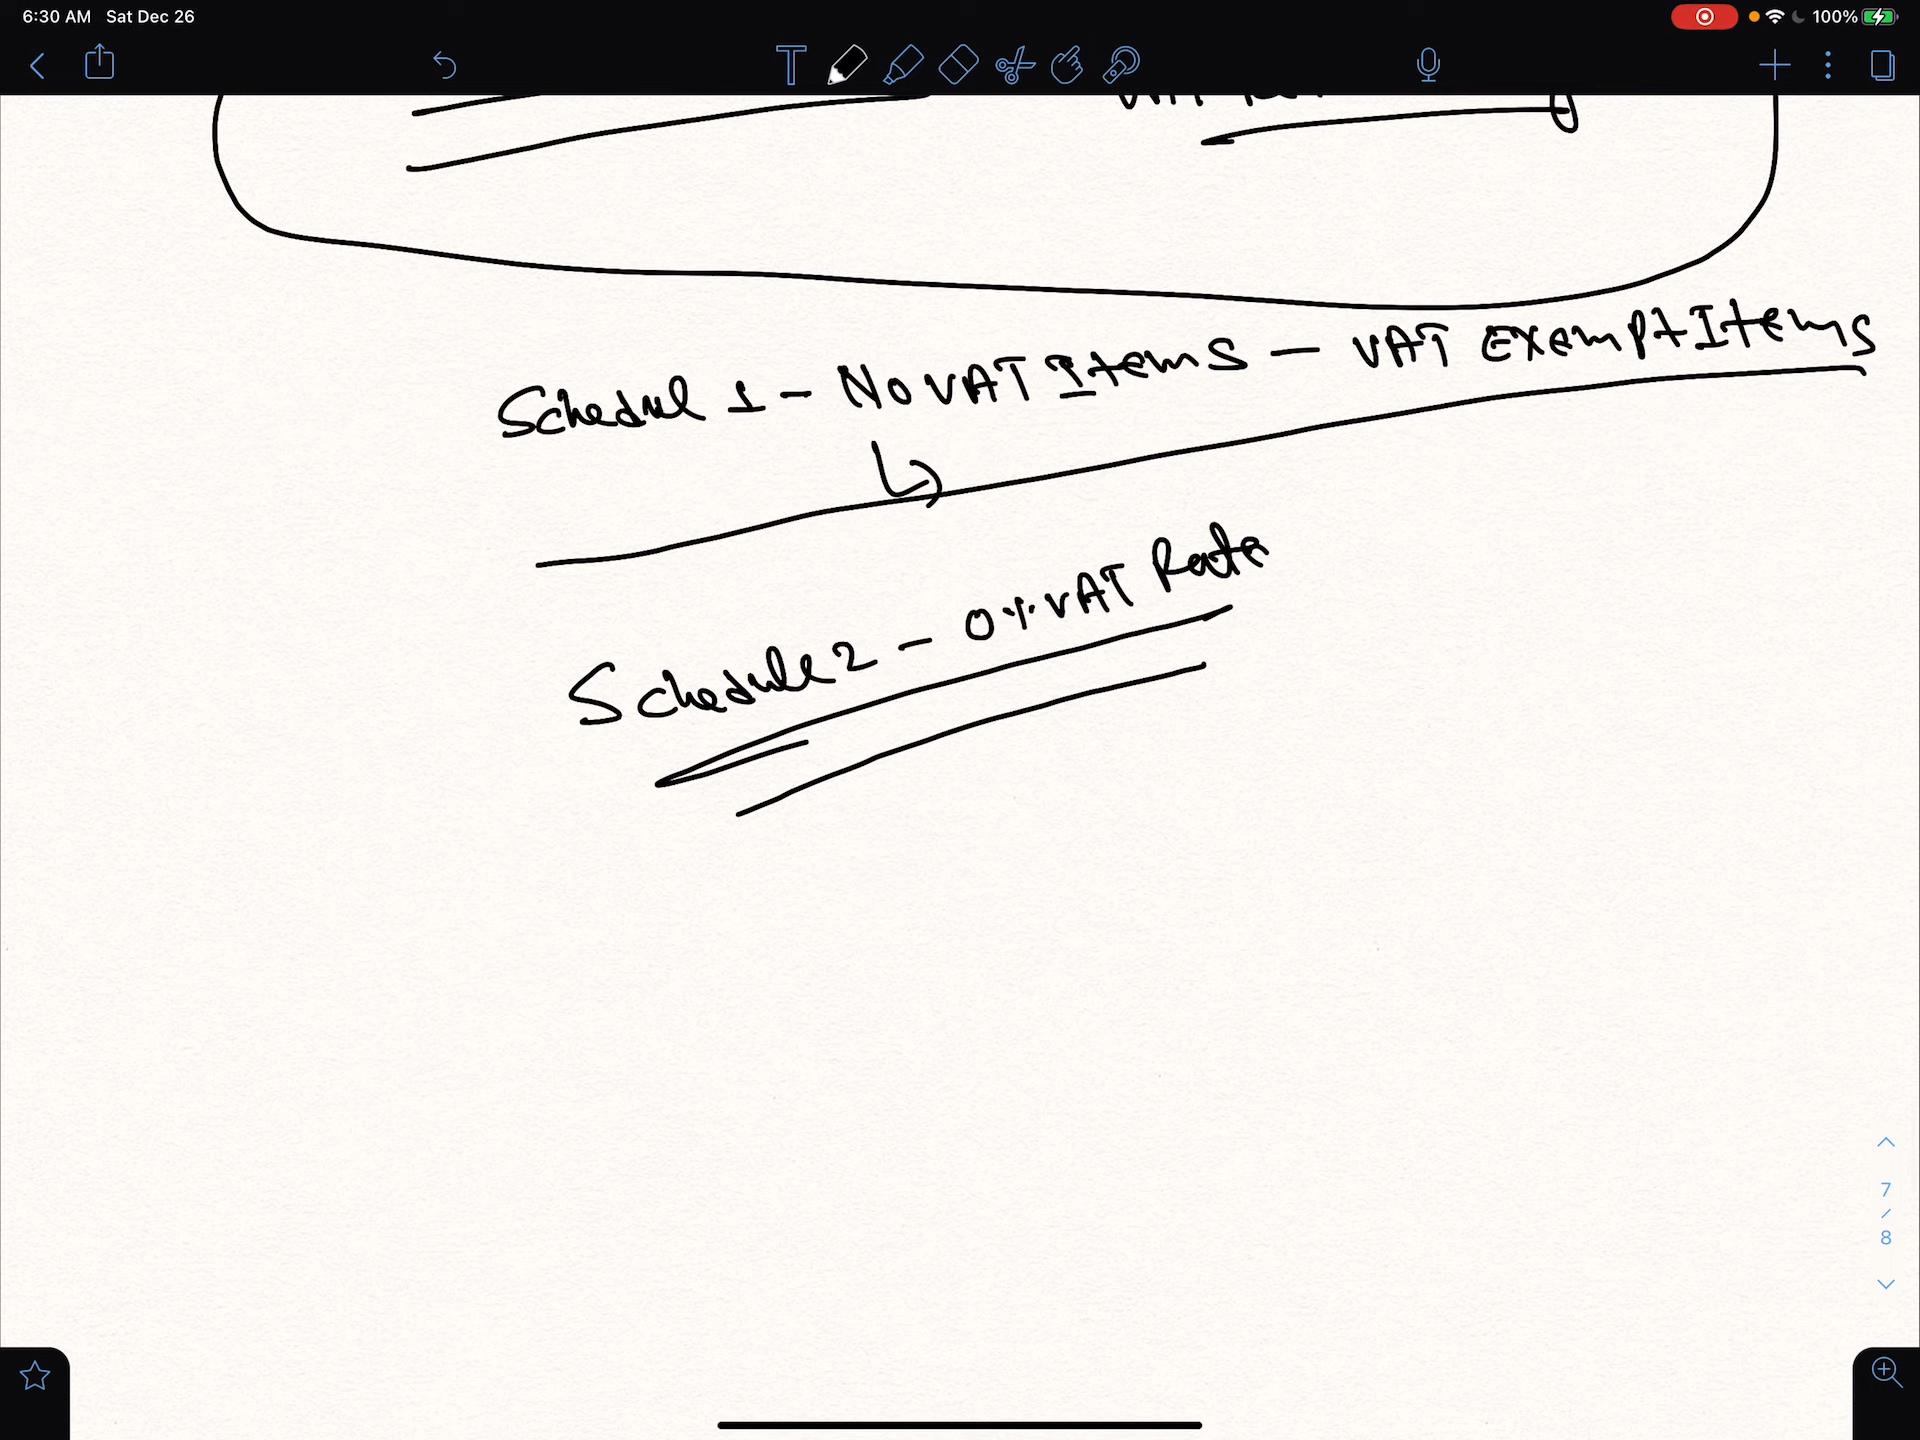 6:30 AM Sat Dec 26
100%
VAT
Schedul 1 - No VAT Items - VAT Exempt Items
Schedule 2 - 0% VAT Rate
7
/
8